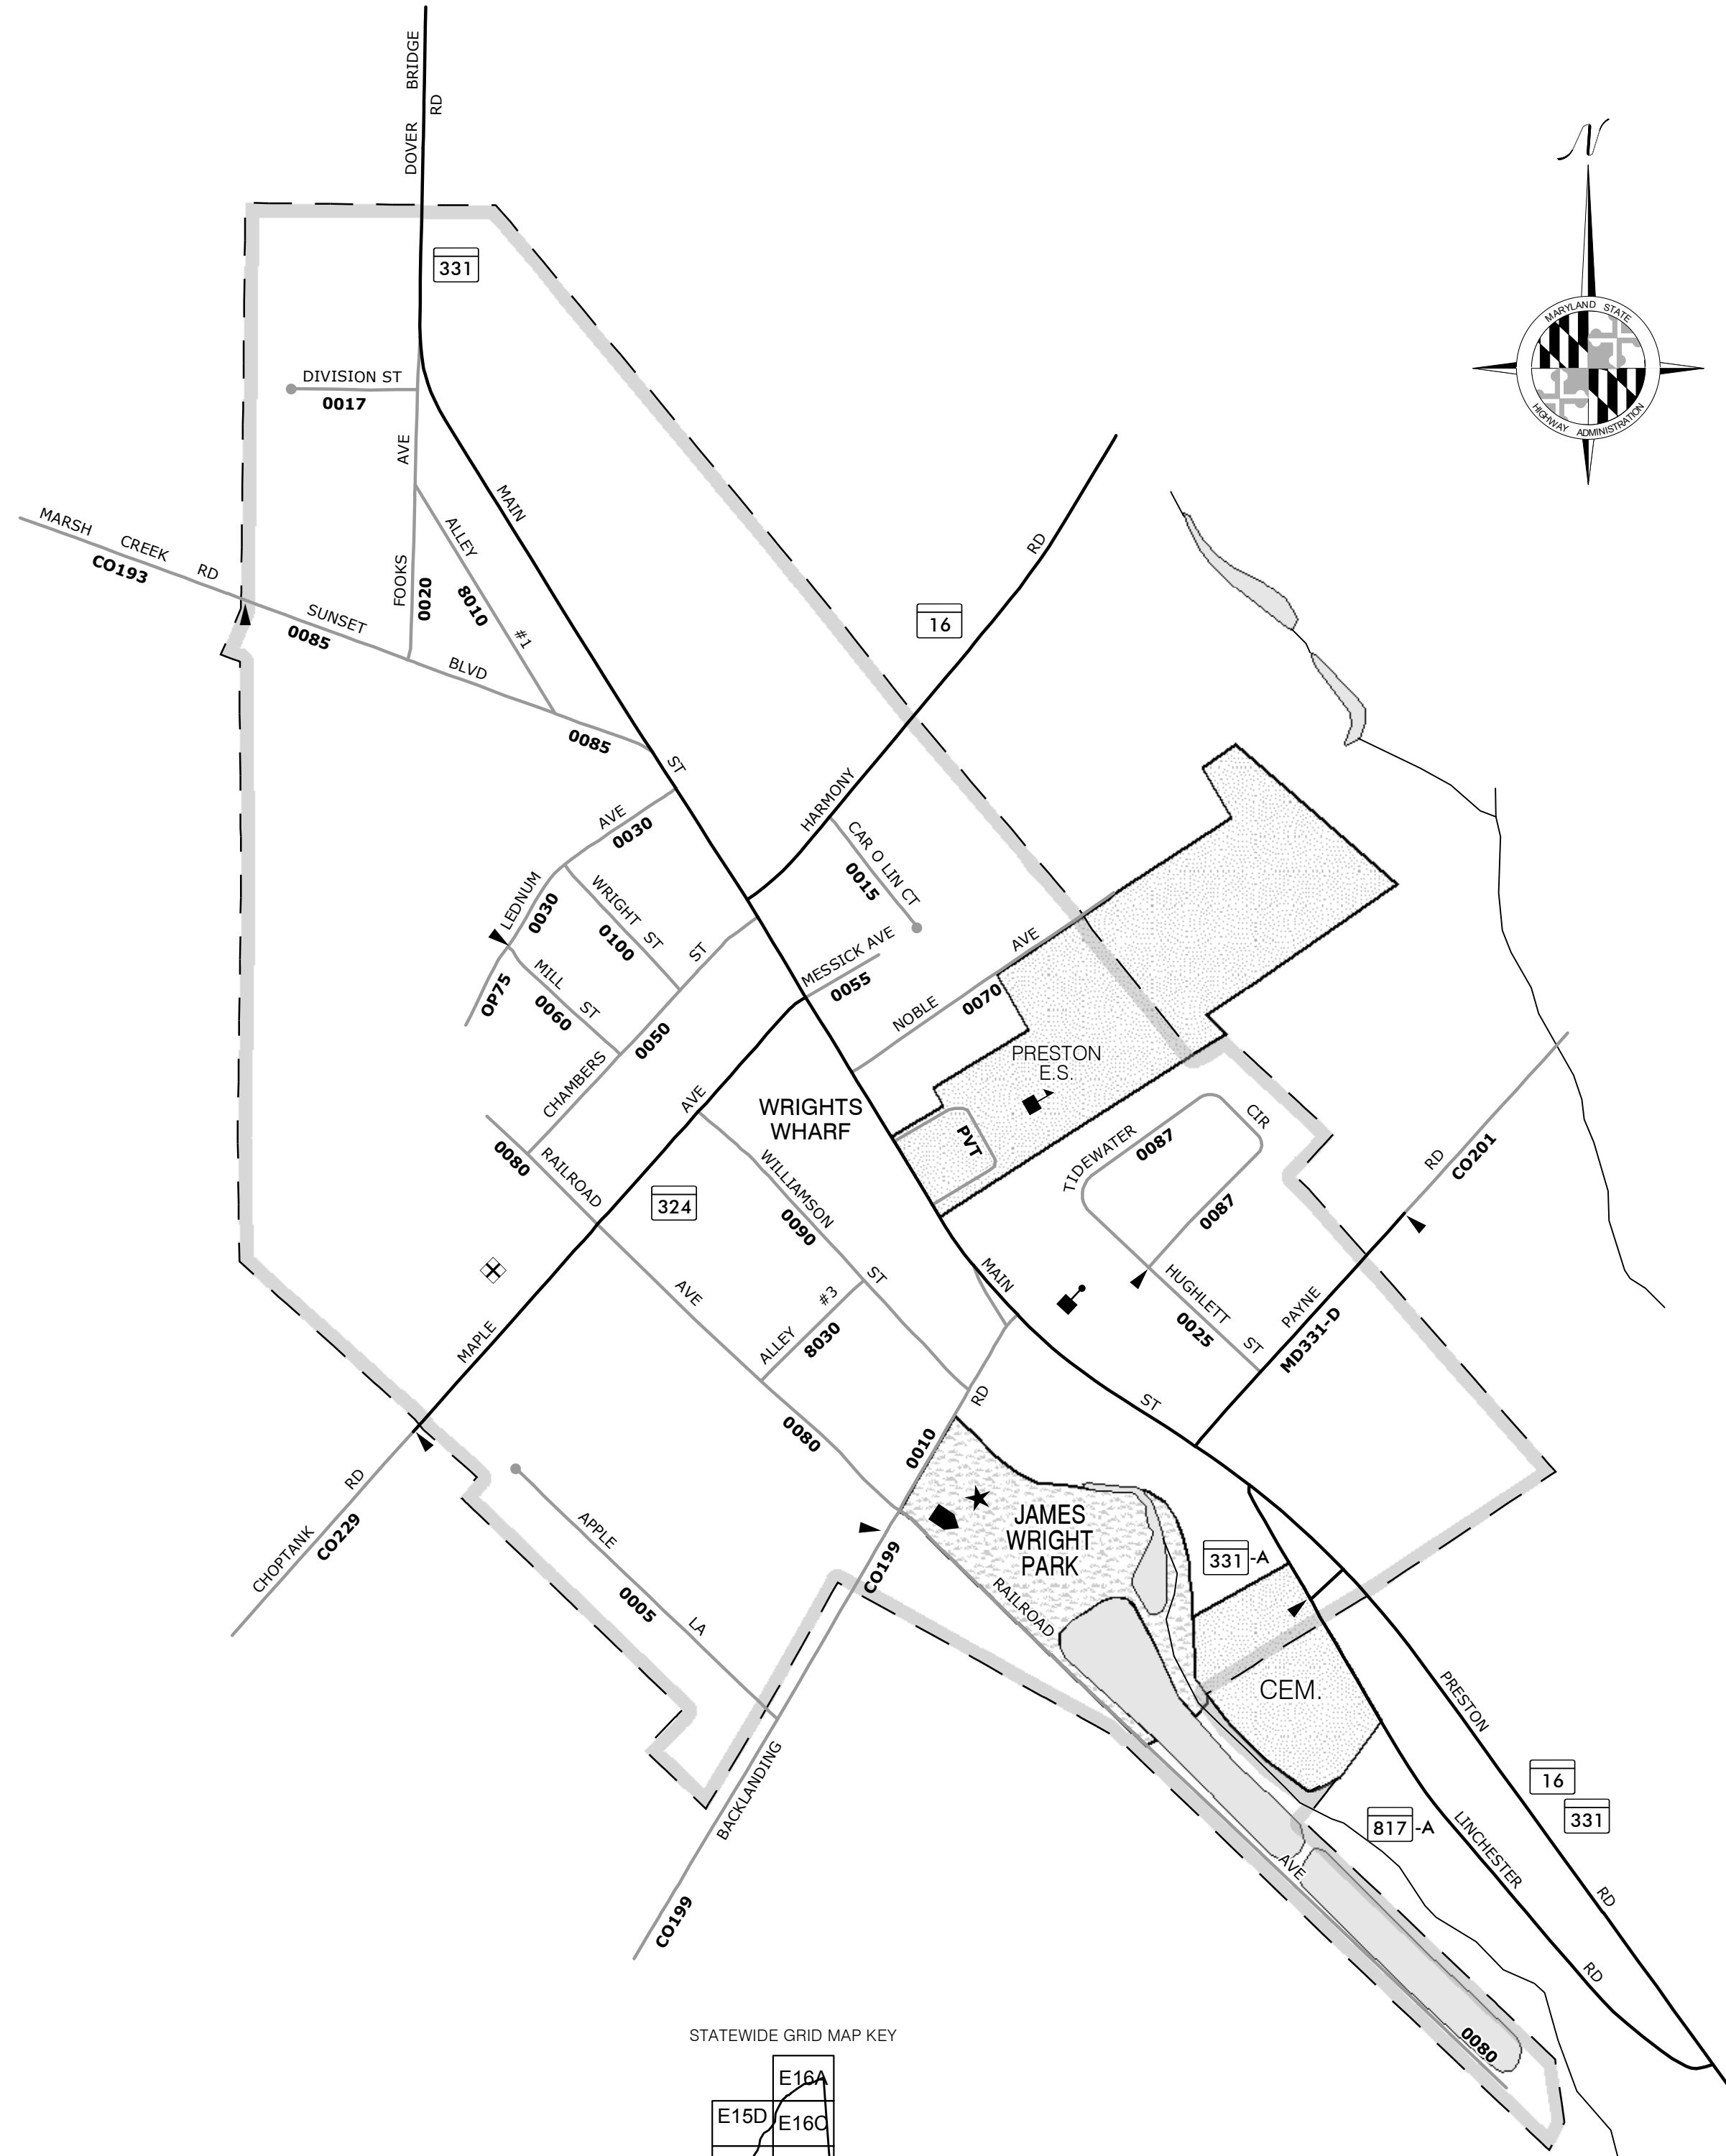 DOVER BRIDGE RD
N
331
MARYLAND STATE
HIGHWAY ADMINISTRATION
DIVISION ST
0017
FOOKS AVE
0020
MAIN ST
ALLEY #1
8010
MARSH CREEK RD
CO193
SUNSET BLVD
0085
0085
HARMONY RD
16
LEDNUM AVE
0030
0030
CAR O LIN CT
0015
WRIGHT ST
0100
MESSICK AVE
0055
NOBLE AVE
0070
OP75
MILL ST
0060
CHAMBERS ST
0050
PRESTON
E.S.
PVT
WRIGHTS
WHARF
TIDEWATER CIR
0087
0087
HUGHLETT ST
0025
PAYNE RD
CO201
MD331-D
0080
RAILROAD AVE
0080
324
WILLIAMSON ST
0090
ALLEY #3
8030
MAPLE AVE
MAIN ST
CHOPTANK RD
CO229
APPLE LA
0005
0010
BACKLANDING RD
CO199
CO199
JAMES
WRIGHT
PARK
RAILROAD AVE
0080
331-A
CEM.
PRESTON RD
16
331
817-A
LINCHESTER RD
STATEWIDE GRID MAP KEY
E16A
E15D
E16C